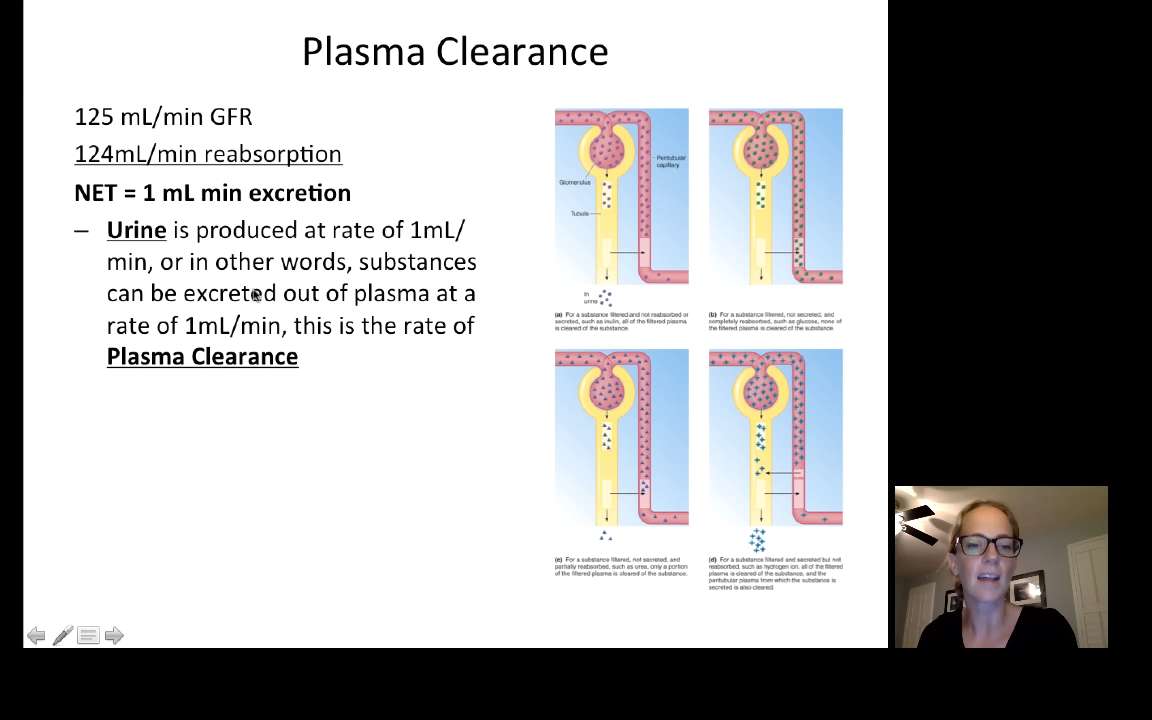 Plasma Clearance
125 mL/min GFR
124mL/min reabsorption
NET = 1 mL min excretion
– Urine is produced at rate of 1mL/
min, or in other words, substances
can be excreted out of plasma at a
rate of 1mL/min, this is the rate of
Plasma Clearance
Peritubular
capillary
Glomerulus
Tubule
In
urine
(a) For a substance filtered and not reabsorbed or
secreted, such as inulin, all of the filtered plasma
is cleared of the substance.
(b) For a substance filtered, not secreted, and
completely reabsorbed, such as glucose, none of
the filtered plasma is cleared of the substance.
(c) For a substance filtered, not secreted, and
partially reabsorbed, such as urea, only a portion
of the filtered plasma is cleared of the substance.
(d) For a substance filtered and secreted but not
reabsorbed, such as hydrogen ion, all of the filtered
plasma is cleared of the substance, and the
peritubular plasma from which the substance is
secreted is also cleared.